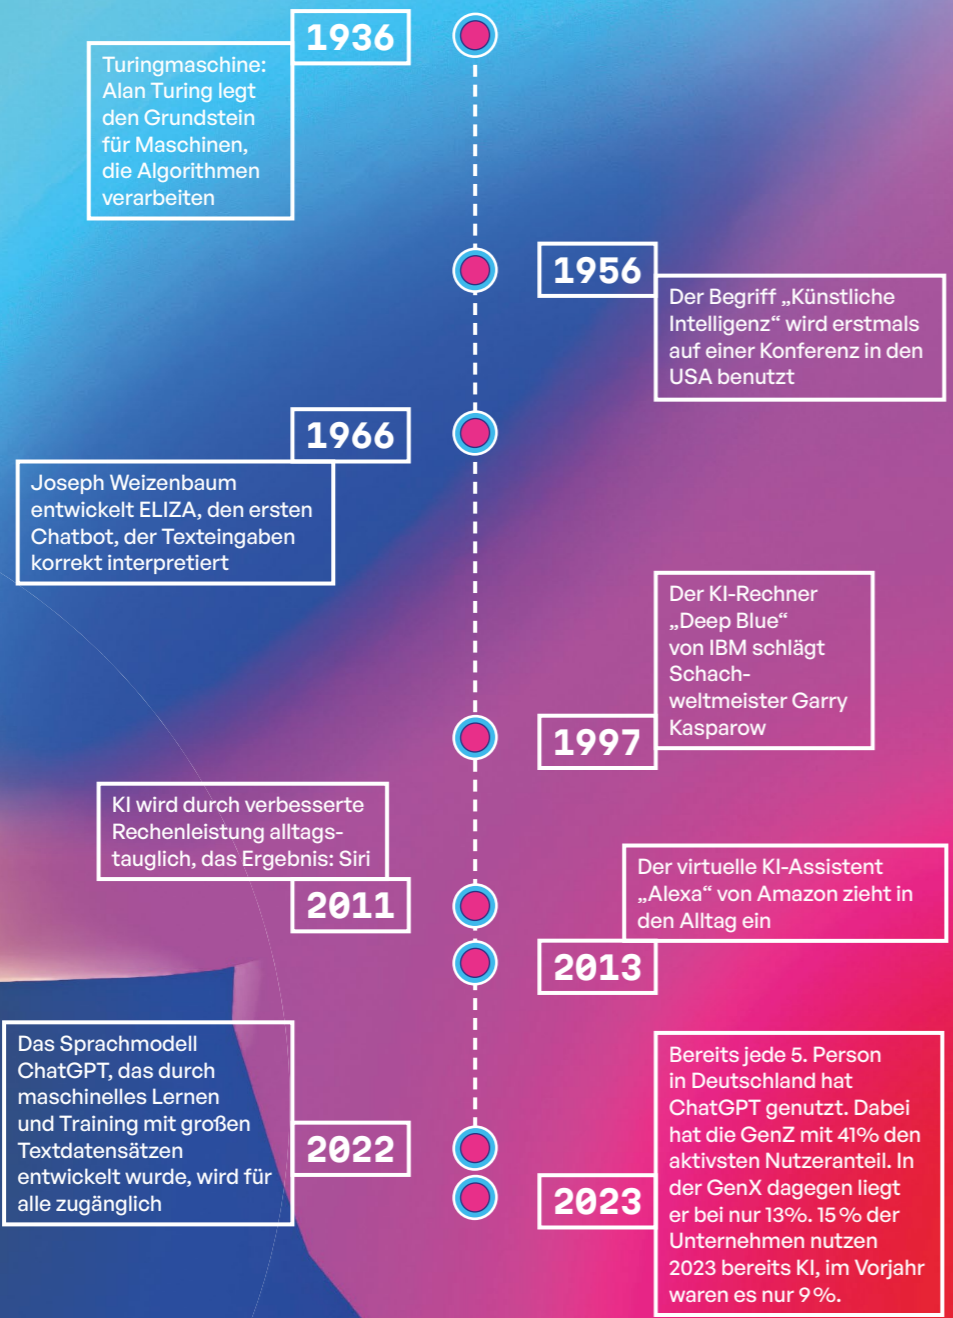 1936
Turingmaschine:
Alan Turing legt
den Grundstein
für Maschinen,
die Algorithmen
verarbeiten
1956
Der Begriff „Künstliche
Intelligenz“ wird erstmals
auf einer Konferenz in den
USA benutzt
1966
Joseph Weizenbaum
entwickelt ELIZA, den ersten
Chatbot, der Texteingaben
korrekt interpretiert
Der KI-Rechner
„Deep Blue“
von IBM schlägt
Schach-
weltmeister Garry
Kasparow
1997
KI wird durch verbesserte
Rechenleistung alltags-
tauglich, das Ergebnis: Siri
2011
Der virtuelle KI-Assistent
„Alexa“ von Amazon zieht in
den Alltag ein
2013
Das Sprachmodell
ChatGPT, das durch
maschinelles Lernen
und Training mit großen
Textdatensätzen
entwickelt wurde, wird für
alle zugänglich
2022
Bereits jede 5. Person
in Deutschland hat
ChatGPT genutzt. Dabei
hat die GenZ mit 41% den
aktivsten Nutzeranteil. In
der GenX dagegen liegt
er bei nur 13%. 15 % der
Unternehmen nutzen
2023 bereits KI, im Vorjahr
waren es nur 9 %.
2023